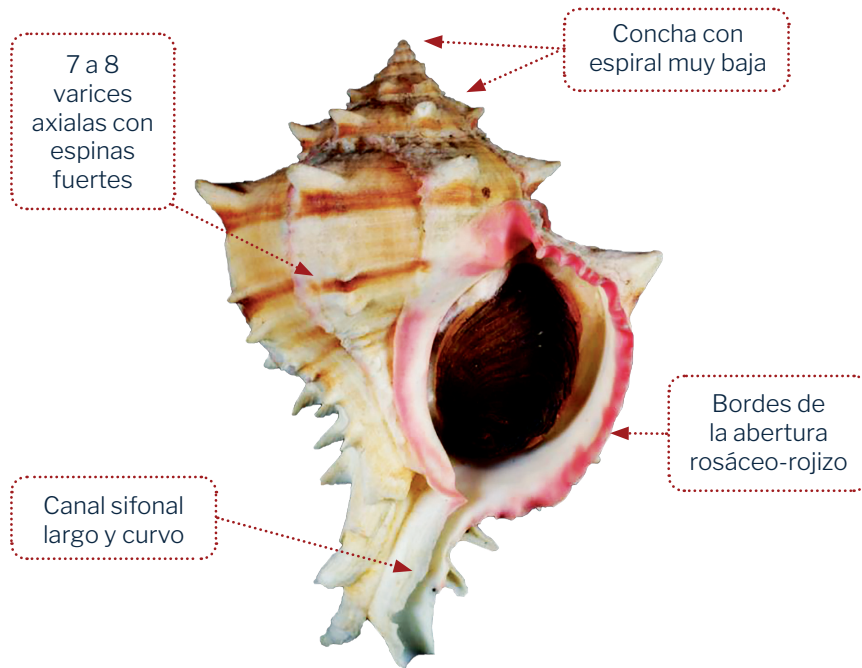 7 a 8
varices
axialas con
espinas
fuertes
Concha con
espiral muy baja
Bordes de
la abertura
rosáceo-rojizo
Canal sifonal
largo y curvo